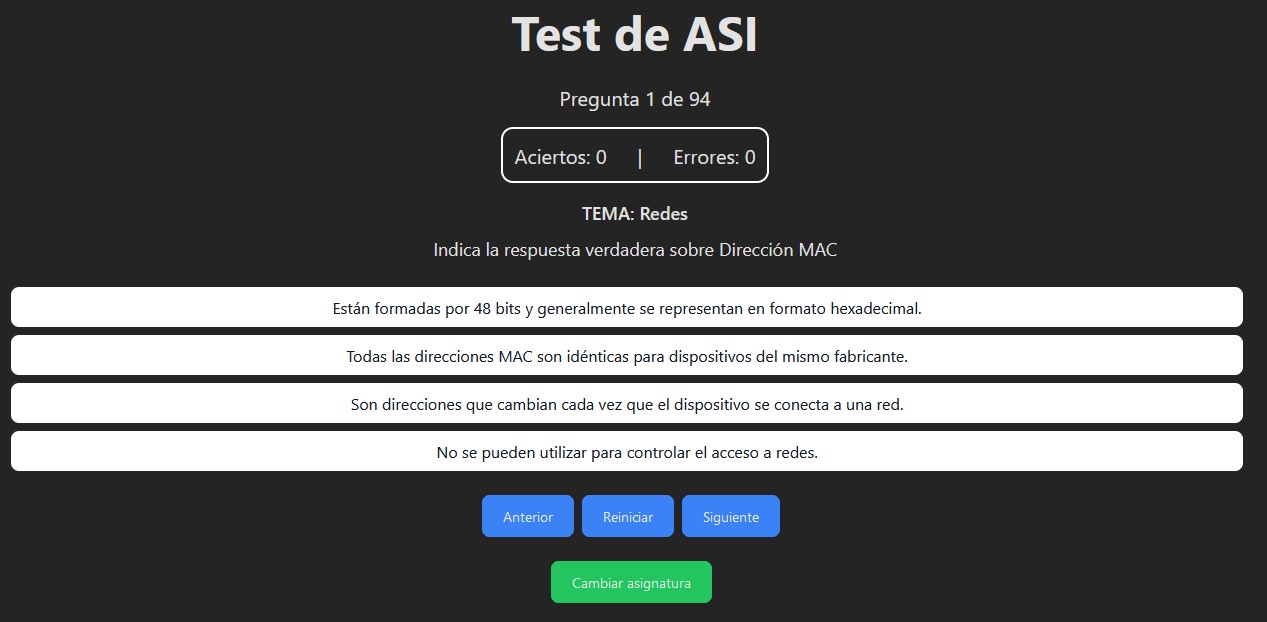 Test de ASI
Pregunta 1 de 94
Aciertos: 0 | Errores: 0
TEMA: Redes
Indica la respuesta verdadera sobre Dirección MAC
Están formadas por 48 bits y generalmente se representan en formato hexadecimal.
Todas las direcciones MAC son idénticas para dispositivos del mismo fabricante.
Son direcciones que cambian cada vez que el dispositivo se conecta a una red.
No se pueden utilizar para controlar el acceso a redes.
Anterior Reiniciar Siguiente
Cambiar asignatura